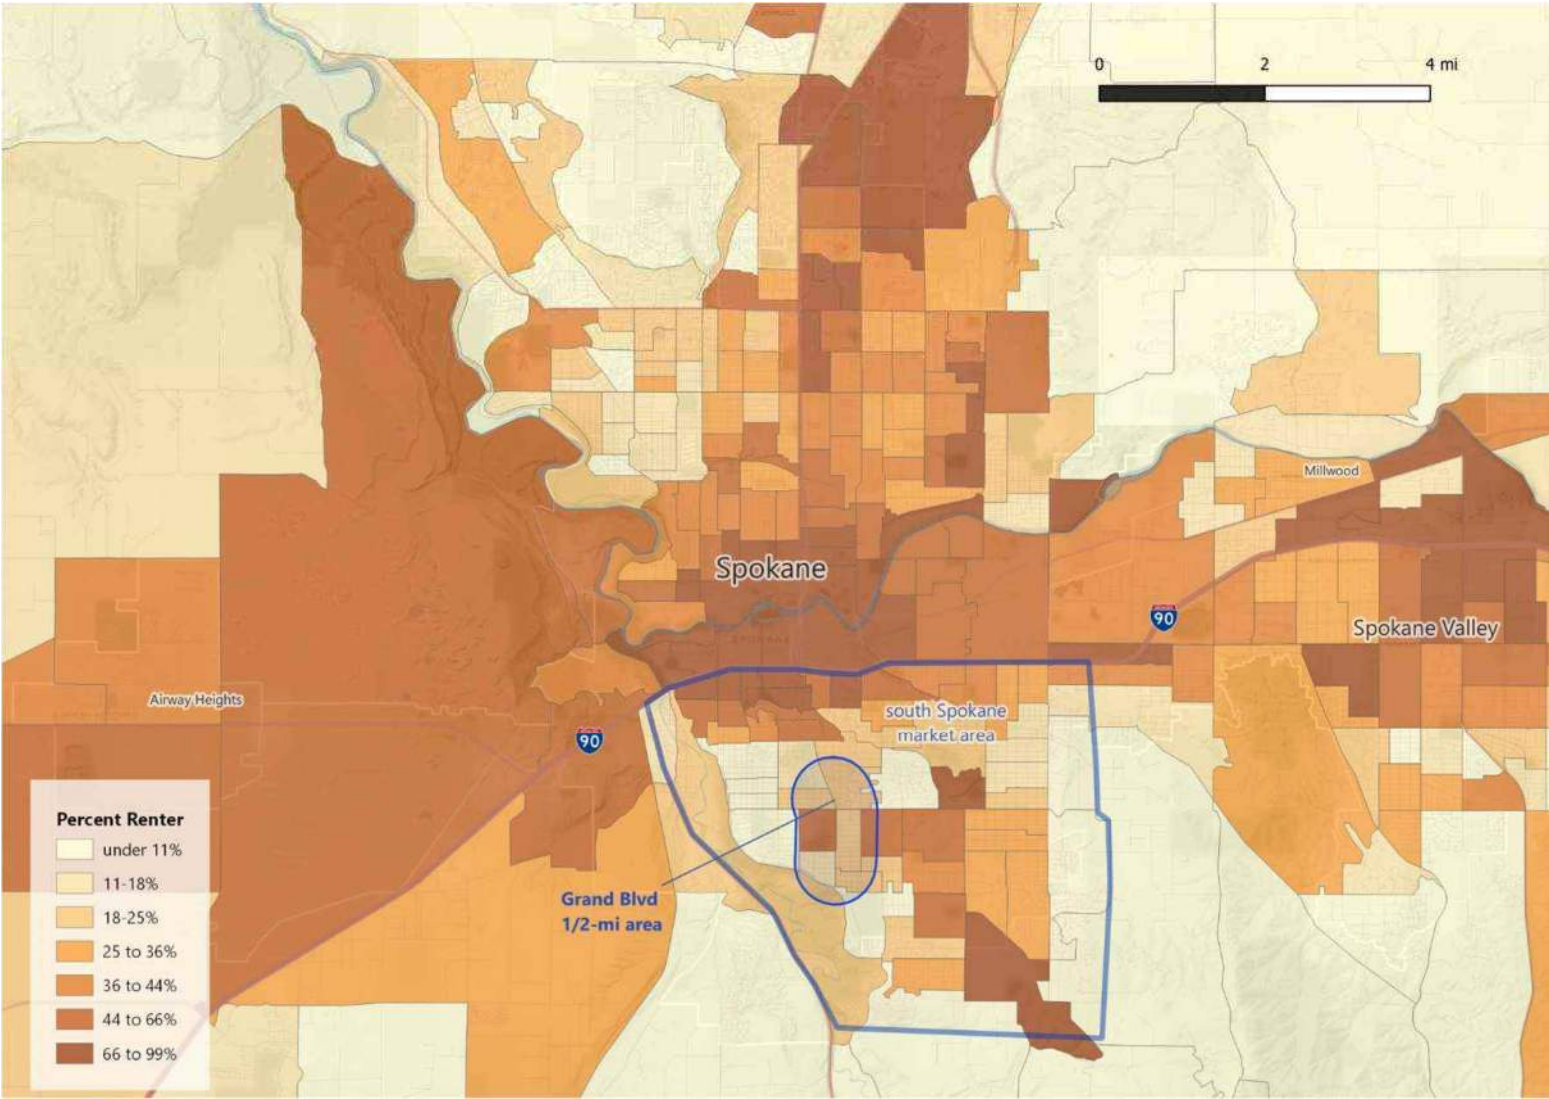 0 2 4 mi
Millwood
Spokane
SPOKANE
90
Spokane Valley
Airway Heights
south Spokane
market area
90
Grand Blvd
1/2-mi area
Percent Renter
under 11%
11-18%
18-25%
25 to 36%
36 to 44%
44 to 66%
66 to 99%